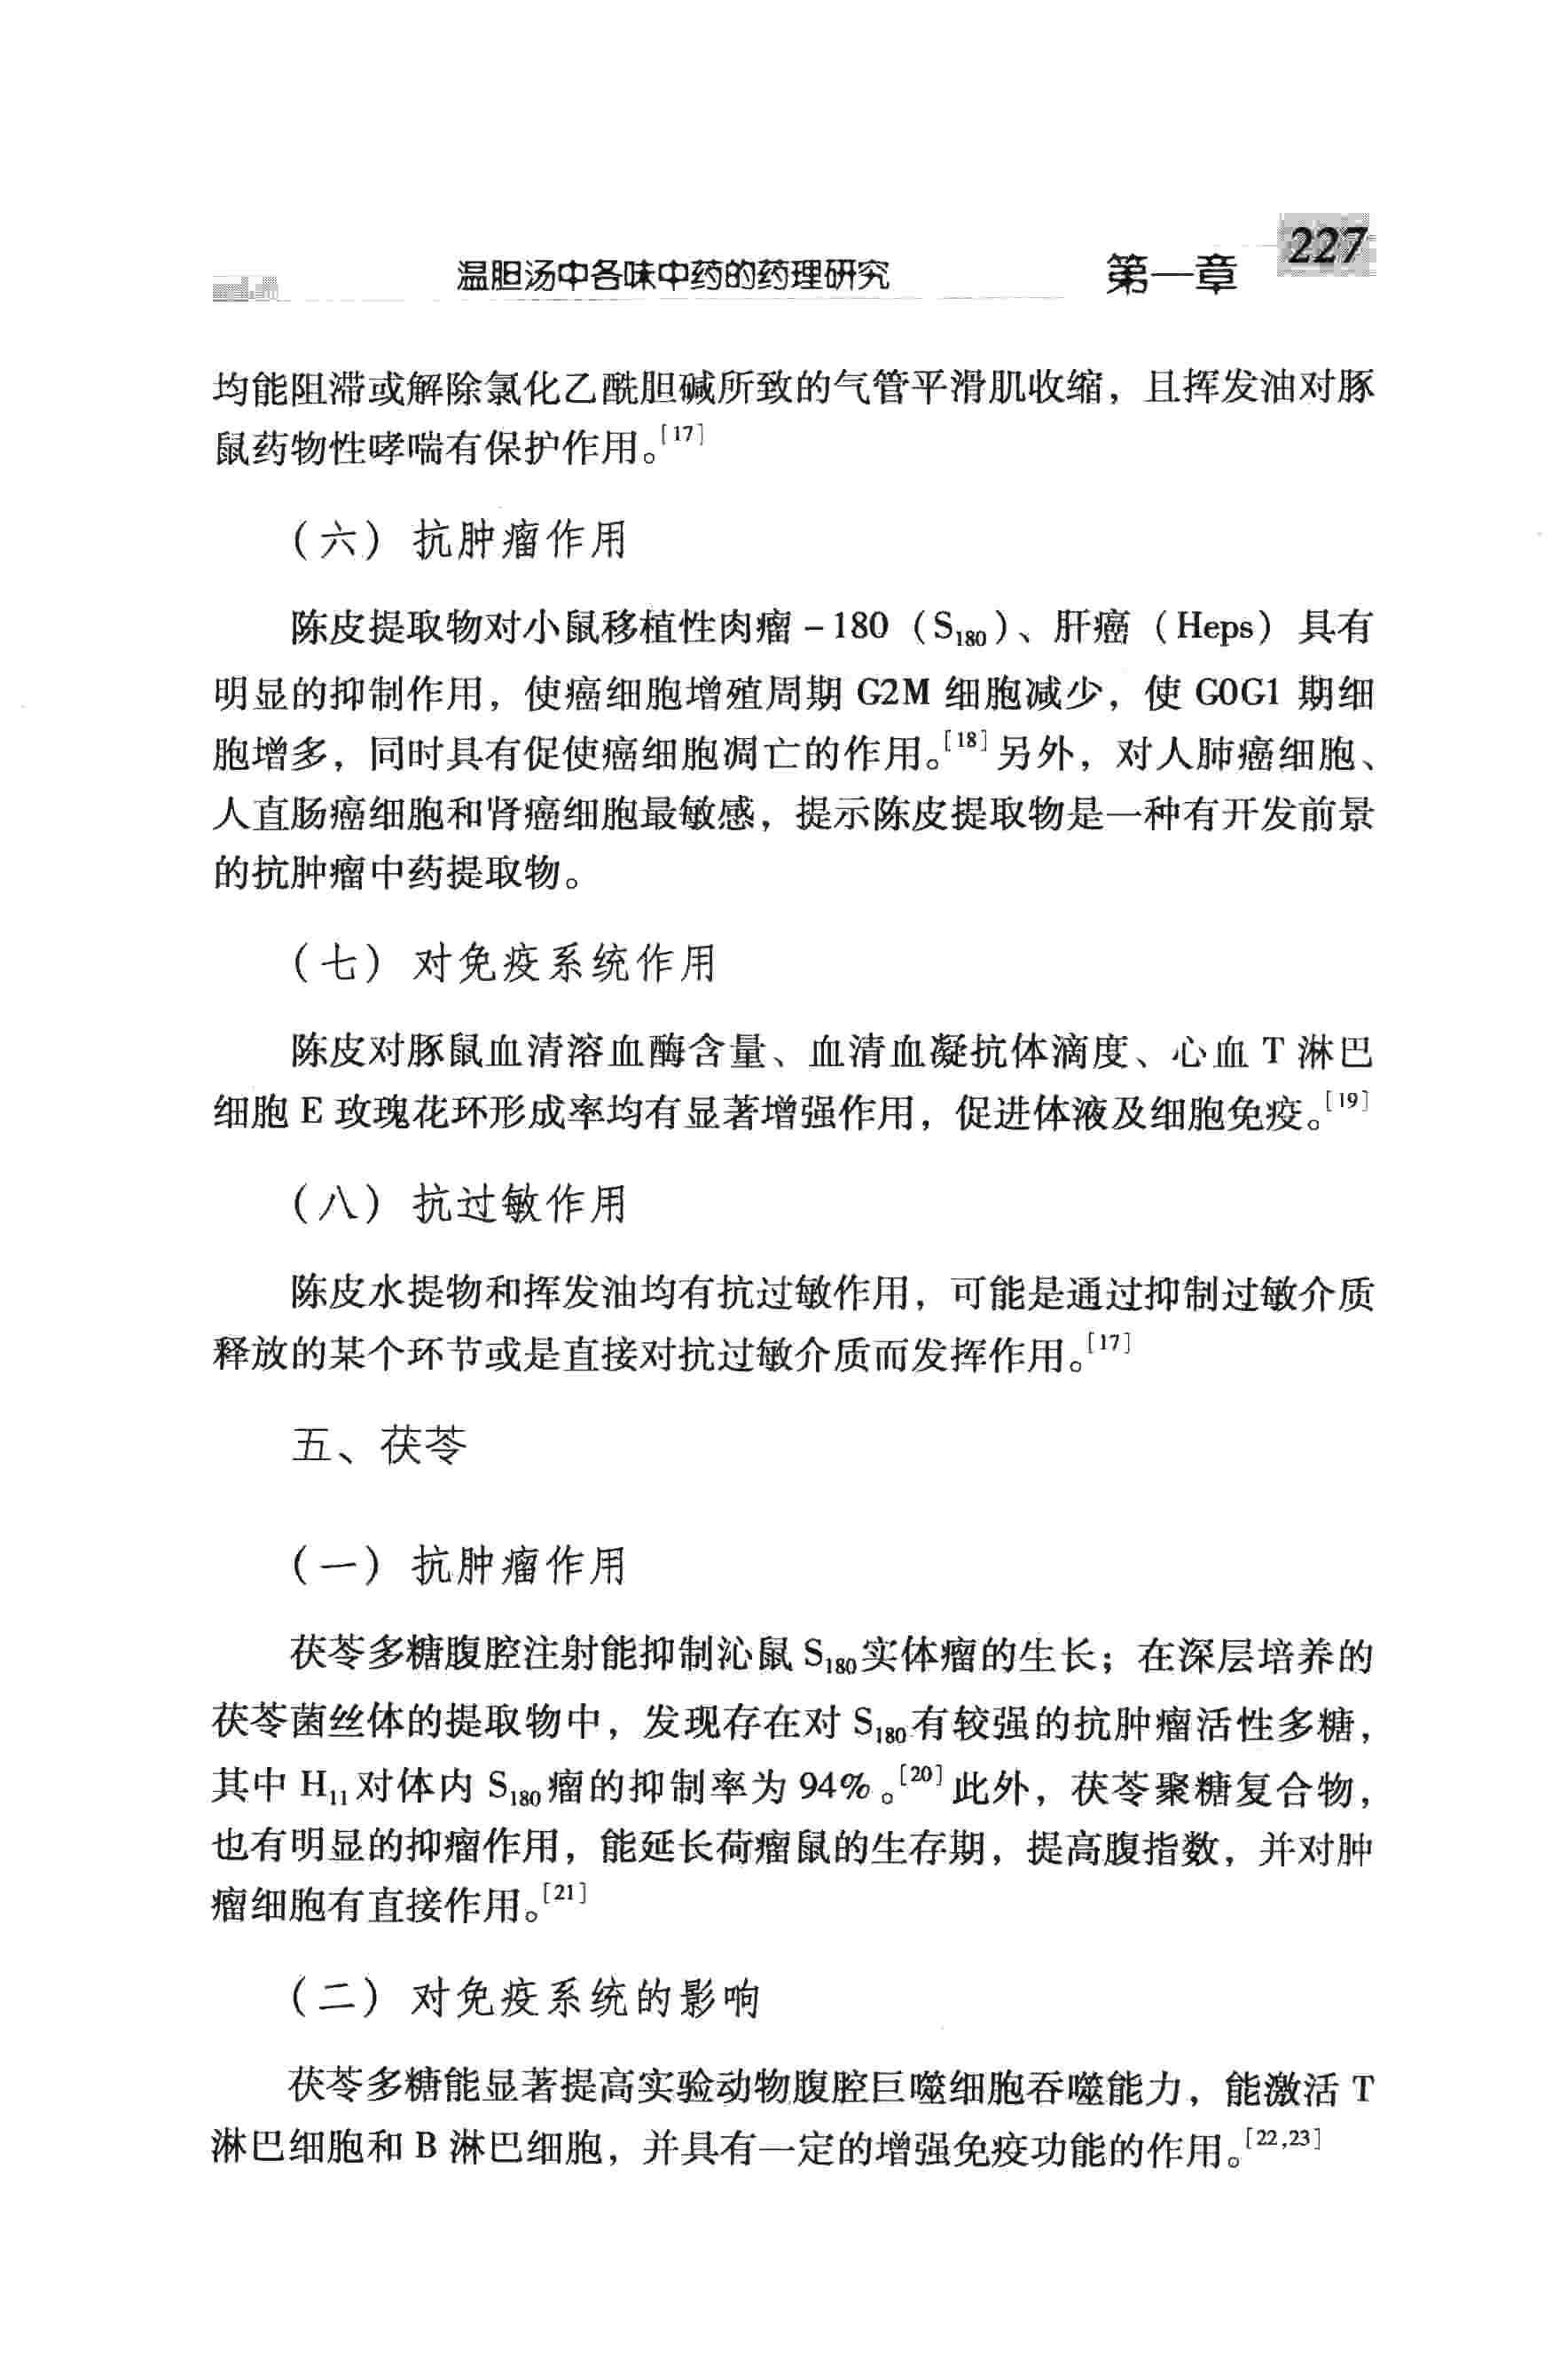 温胆汤中各味中药的药理研究 第一章 227
均能阻滞或解除氯化乙酰胆碱所致的气管平滑肌收缩，且挥发油对豚
鼠药物性哮喘有保护作用。[17]
（六）抗肿瘤作用
陈皮提取物对小鼠移植性肉瘤－180（S180）、肝癌（Heps）具有
明显的抑制作用，使癌细胞增殖周期 G2M 细胞减少，使 G0G1 期细
胞增多，同时具有促使癌细胞凋亡的作用。[18]另外，对人肺癌细胞、
人直肠癌细胞和肾癌细胞最敏感，提示陈皮提取物是一种有开发前景
的抗肿瘤中药提取物。
（七）对免疫系统作用
陈皮对豚鼠血清溶血酶含量、血清血凝抗体滴度、心血 T 淋巴
细胞 E 玫瑰花环形成率均有显著增强作用，促进体液及细胞免疫。[19]
（八）抗过敏作用
陈皮水提物和挥发油均有抗过敏作用，可能是通过抑制过敏介质
释放的某个环节或是直接对抗过敏介质而发挥作用。[17]
五、茯苓
（一）抗肿瘤作用
茯苓多糖腹腔注射能抑制沁鼠 S180实体瘤的生长；在深层培养的
茯苓菌丝体的提取物中，发现存在对 S180有较强的抗肿瘤活性多糖，
其中 H11对体内 S180瘤的抑制率为 94%。[20]此外，茯苓聚糖复合物，
也有明显的抑瘤作用，能延长荷瘤鼠的生存期，提高腹指数，并对肿
瘤细胞有直接作用。[21]
（二）对免疫系统的影响
茯苓多糖能显著提高实验动物腹腔巨噬细胞吞噬能力，能激活 T
淋巴细胞和 B 淋巴细胞，并具有一定的增强免疫功能的作用。[22,23]